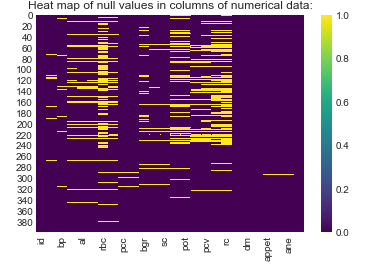 Heat map of null values in columns of numerical data:
0
20
40
60
80
100
120
140
160
180
200
220
240
260
280
300
320
340
360
380
id
bp
al
rbc
pcc
bgr
sc
pot
pcv
rc
dm
appet
ane
1.0
0.8
0.6
0.4
0.2
0.0